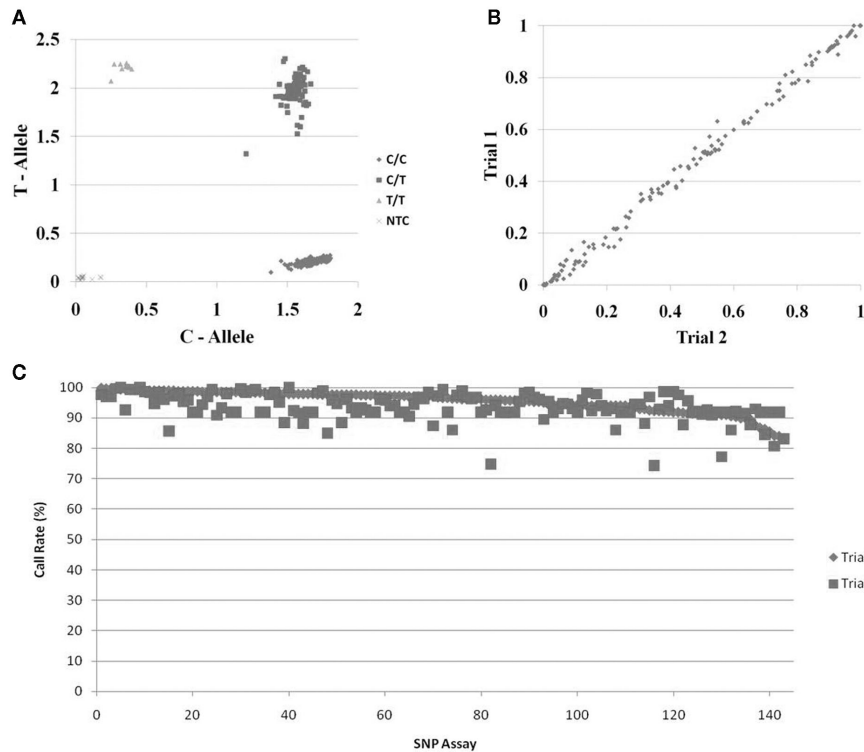 A
T - Allele
2.5
2
1.5
1
0.5
0
0 0.5 1 1.5 2
C - Allele
C/C
C/T
T/T
NTC
B
Trial 1
1
0.8
0.6
0.4
0.2
0
0 0.2 0.4 0.6 0.8 1
Trial 2
C
Call Rate (%)
100
90
80
70
60
50
40
30
20
10
0
0 20 40 60 80 100 120 140
SNP Assay
Tria
Tria